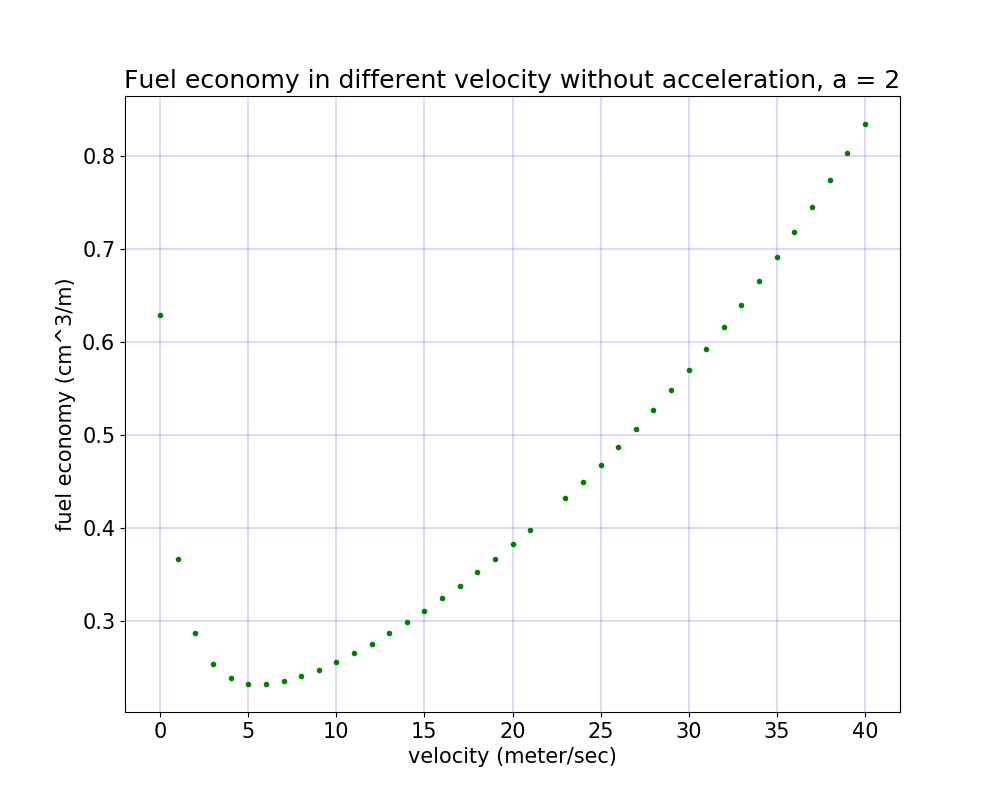 Fuel economy in different velocity without acceleration, a = 2
fuel economy (cm^3/m)
0.8
0.7
0.6
0.5
0.4
0.3
0 5 10 15 20 25 30 35 40
velocity (meter/sec)